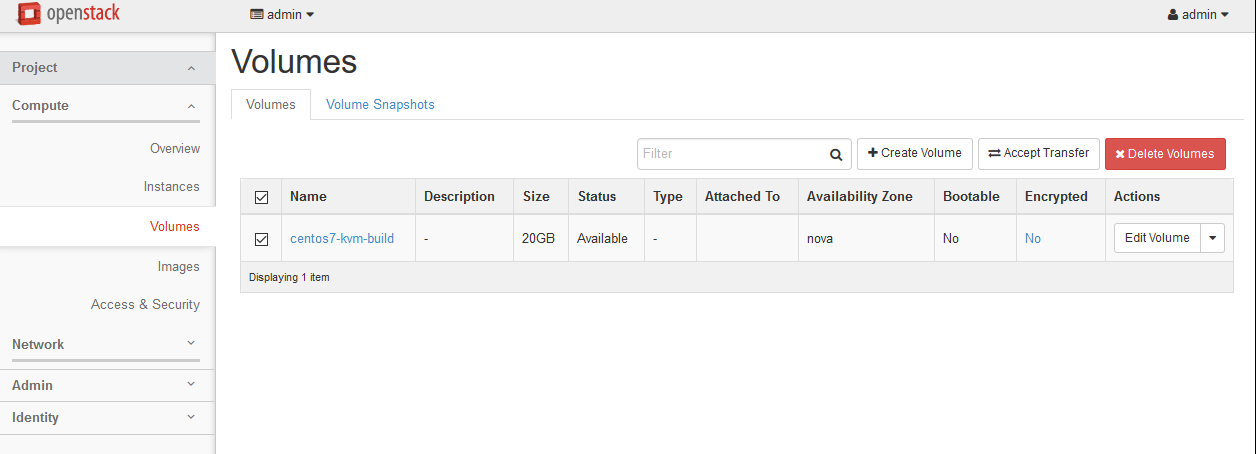 openstack admin admin
Project
Compute
Overview
Instances
Volumes
Images
Access & Security
Network
Admin
Identity
Volumes
Volumes Volume Snapshots
Filter Create Volume Accept Transfer Delete Volumes
Name Description Size Status Type Attached To Availability Zone Bootable Encrypted Actions
centos7-kvm-build - 20GB Available - nova No No Edit Volume
Displaying 1 item